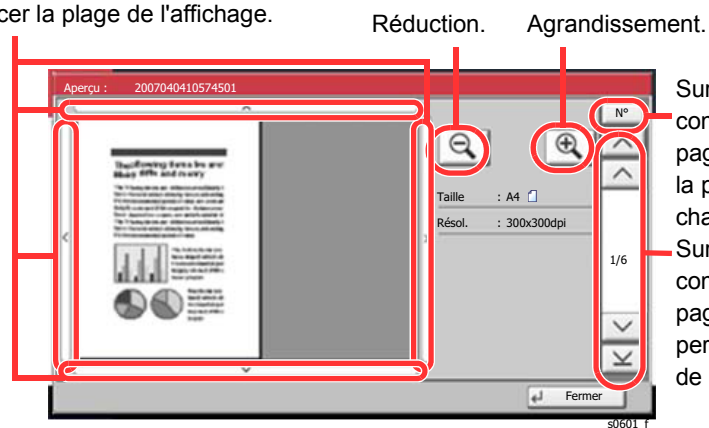 cer la plage de l'affichage.
Réduction.
Agrandissement.
Aperçu : 2007040410574501
N°
Taille : A4
Résol. : 300x300dpi
1/6
Fermer
Sur
con
pag
la p
cha
Sur
con
pag
per
de
s0601_f